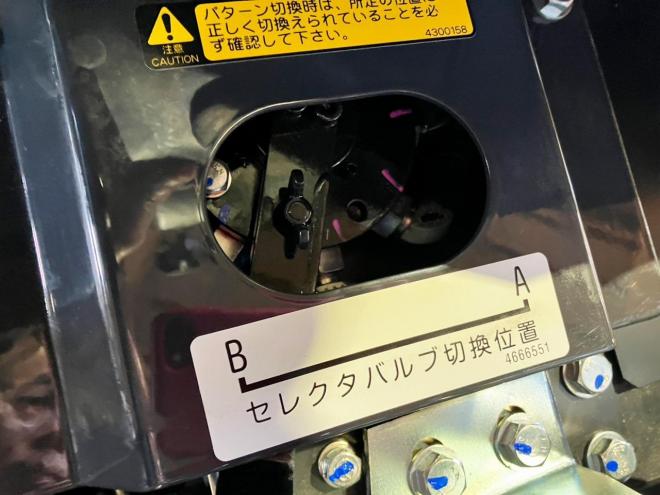 パターン切換時は、所定の位置に
正しく切換えられていることを必
ず確認して下さい。
注意
CAUTION
4300158
A
B
セレクタバルブ切換位置
4666551